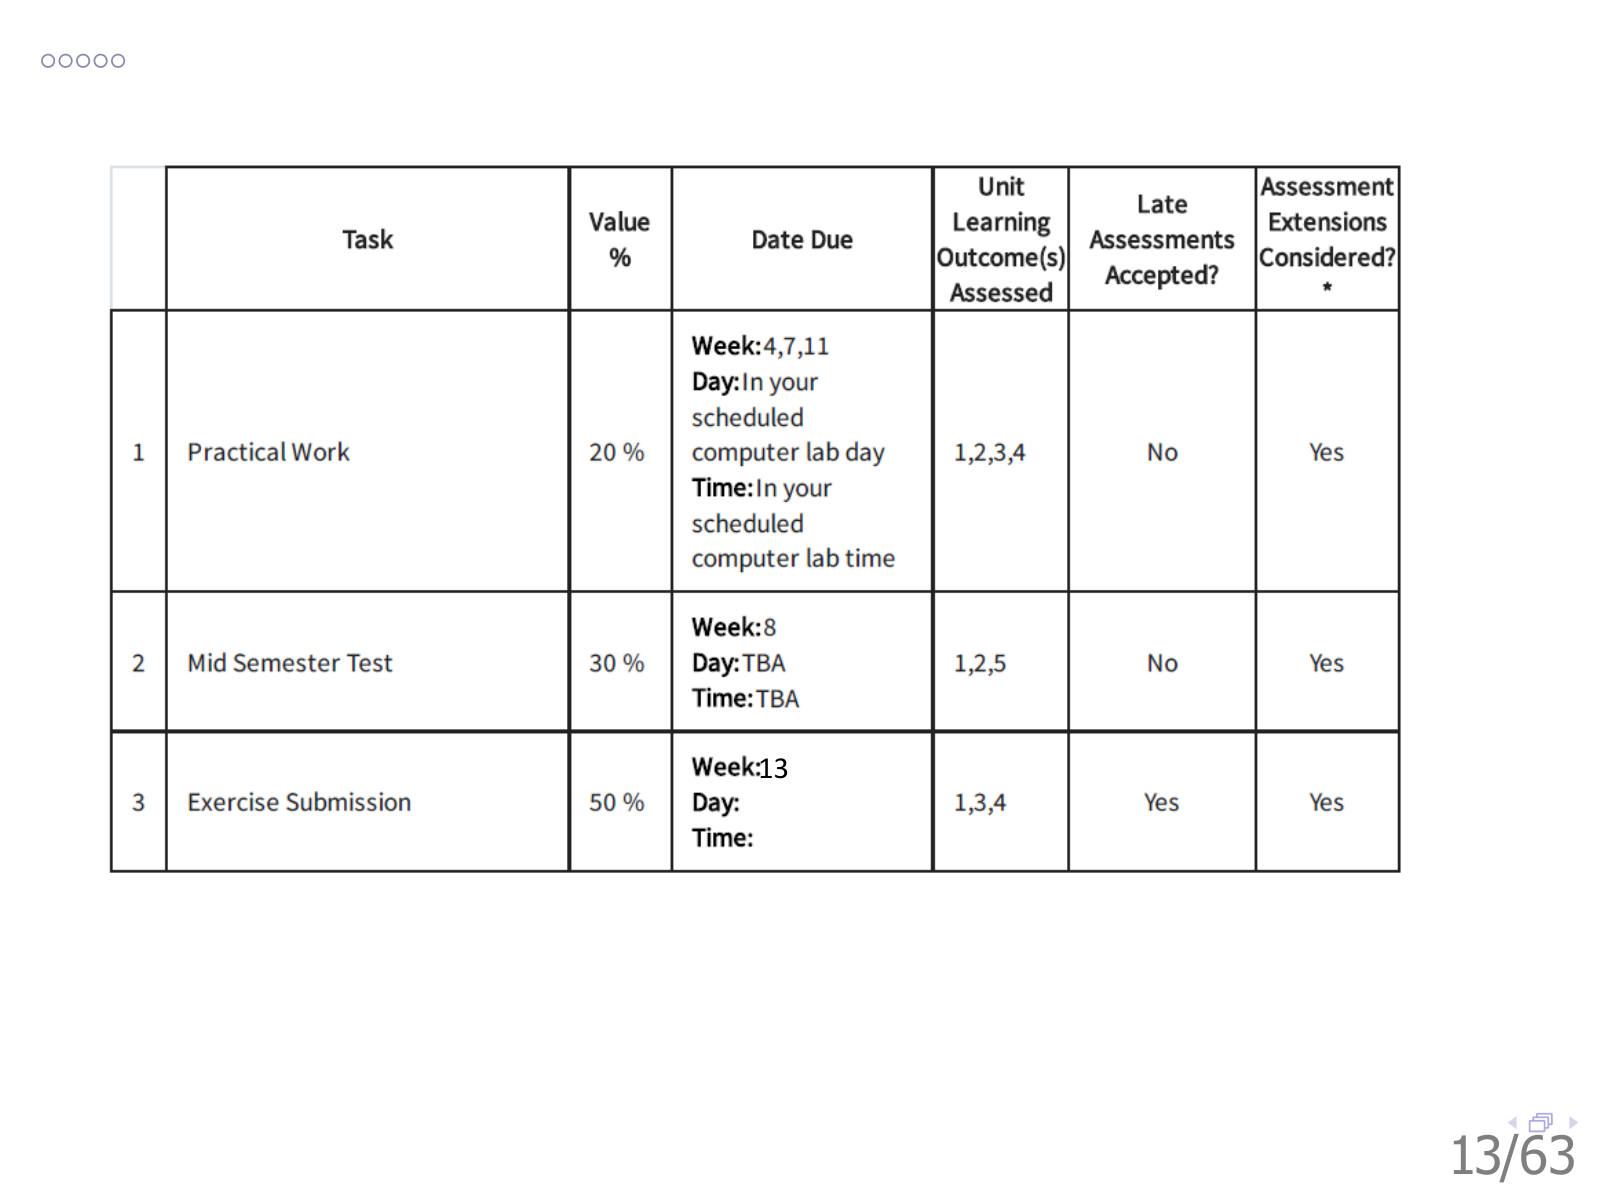 Task
Value
%
Date Due
Unit
Learning
Outcome(s)
Assessed
Late
Assessments
Accepted?
Assessment
Extensions
Considered?
*
1
Practical Work
20 %
Week:4,7,11
Day:In your
scheduled
computer lab day
Time:In your
scheduled
computer lab time
1,2,3,4
No
Yes
2
Mid Semester Test
30 %
Week:8
Day:TBA
Time:TBA
1,2,5
No
Yes
3
Exercise Submission
50 %
Week:13
Day:
Time:
1,3,4
Yes
Yes
13/63